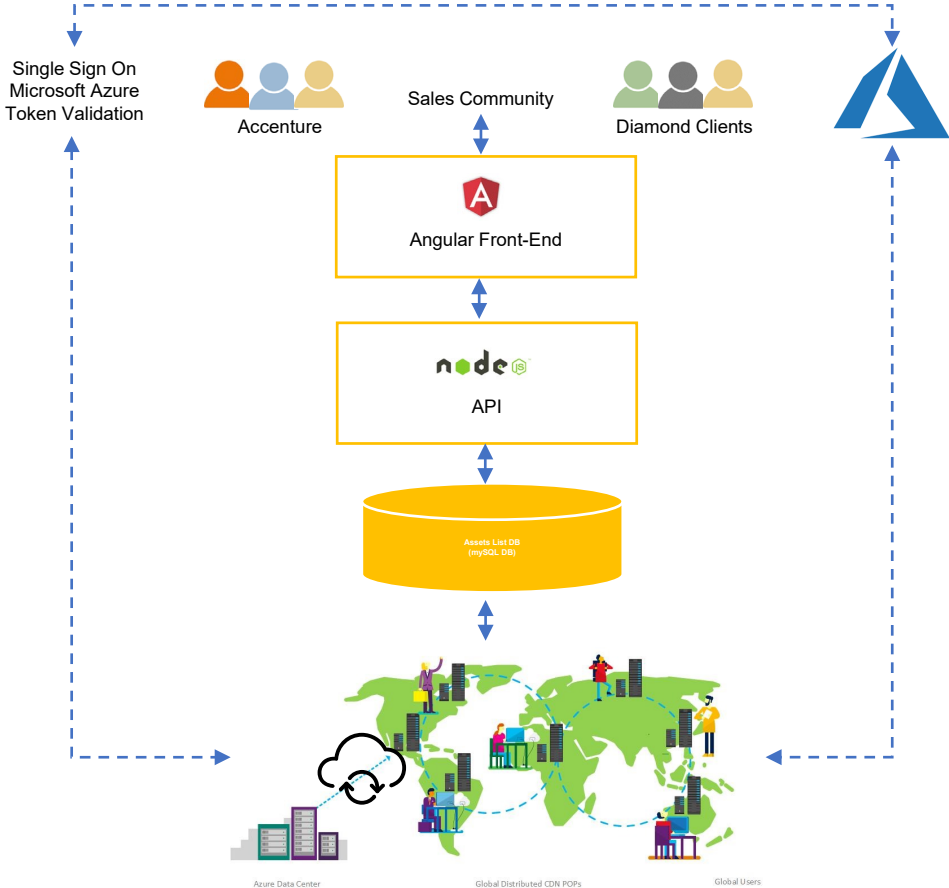 Single Sign On
Microsoft Azure
Token Validation
Accenture
Sales Community
Diamond Clients
A
Angular Front-End
node
JS
API
Assets List DB
(mySQL DB)
Azure Data Center
Global Distributed CDN POPs
Global Users